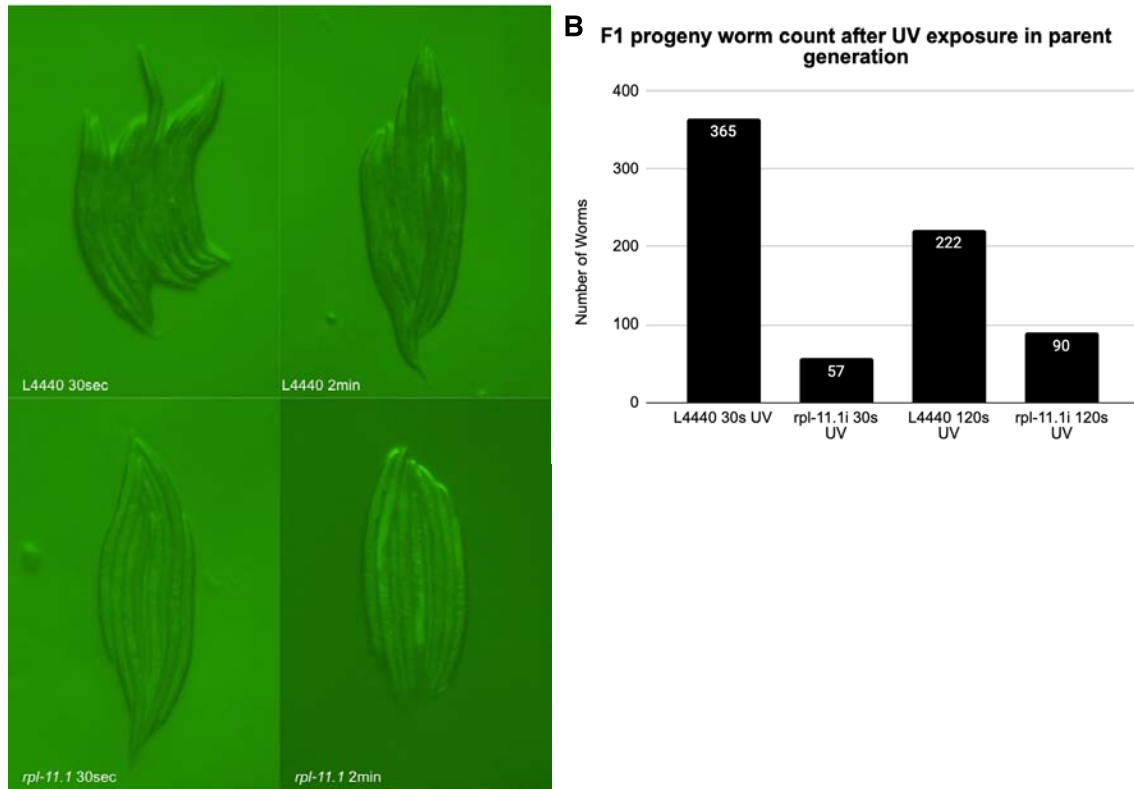 L4440 30sec
L4440 2min
rpl-11.1 30sec
rpl-11.1 2min
B
F1 progeny worm count after UV exposure in parent
generation
Number of Worms
400
300
200
100
0
365
57
222
90
L4440 30s UV
rpl-11.1i 30s
UV
L4440 120s
UV
rpl-11.1i 120s
UV